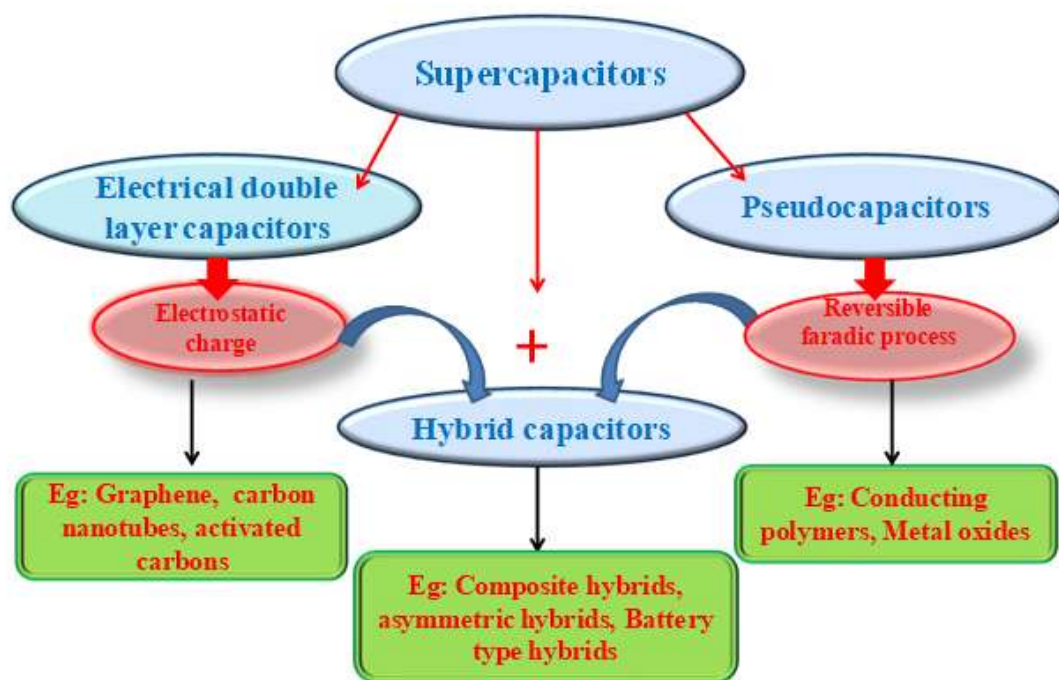 Supercapacitors
Electrical double
layer capacitors
Pseudocapacitors
Electrostatic
charge
Reversible
faradic process
+
Hybrid capacitors
Eg: Graphene, carbon
nanotubes, activated
carbons
Eg: Conducting
polymers, Metal oxides
Eg: Composite hybrids,
asymmetric hybrids, Battery
type hybrids